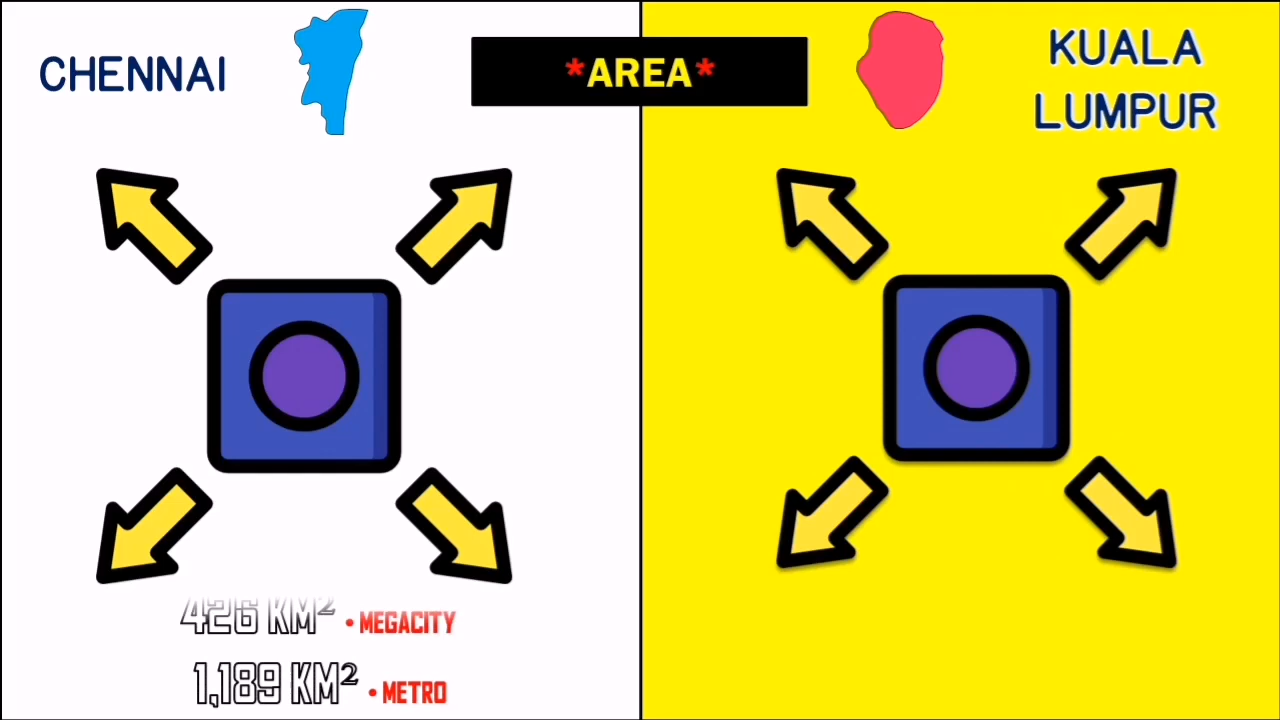 CHENNAI
*AREA*
KUALA
LUMPUR
426 KM² • MEGACITY
1,189 KM² • METRO